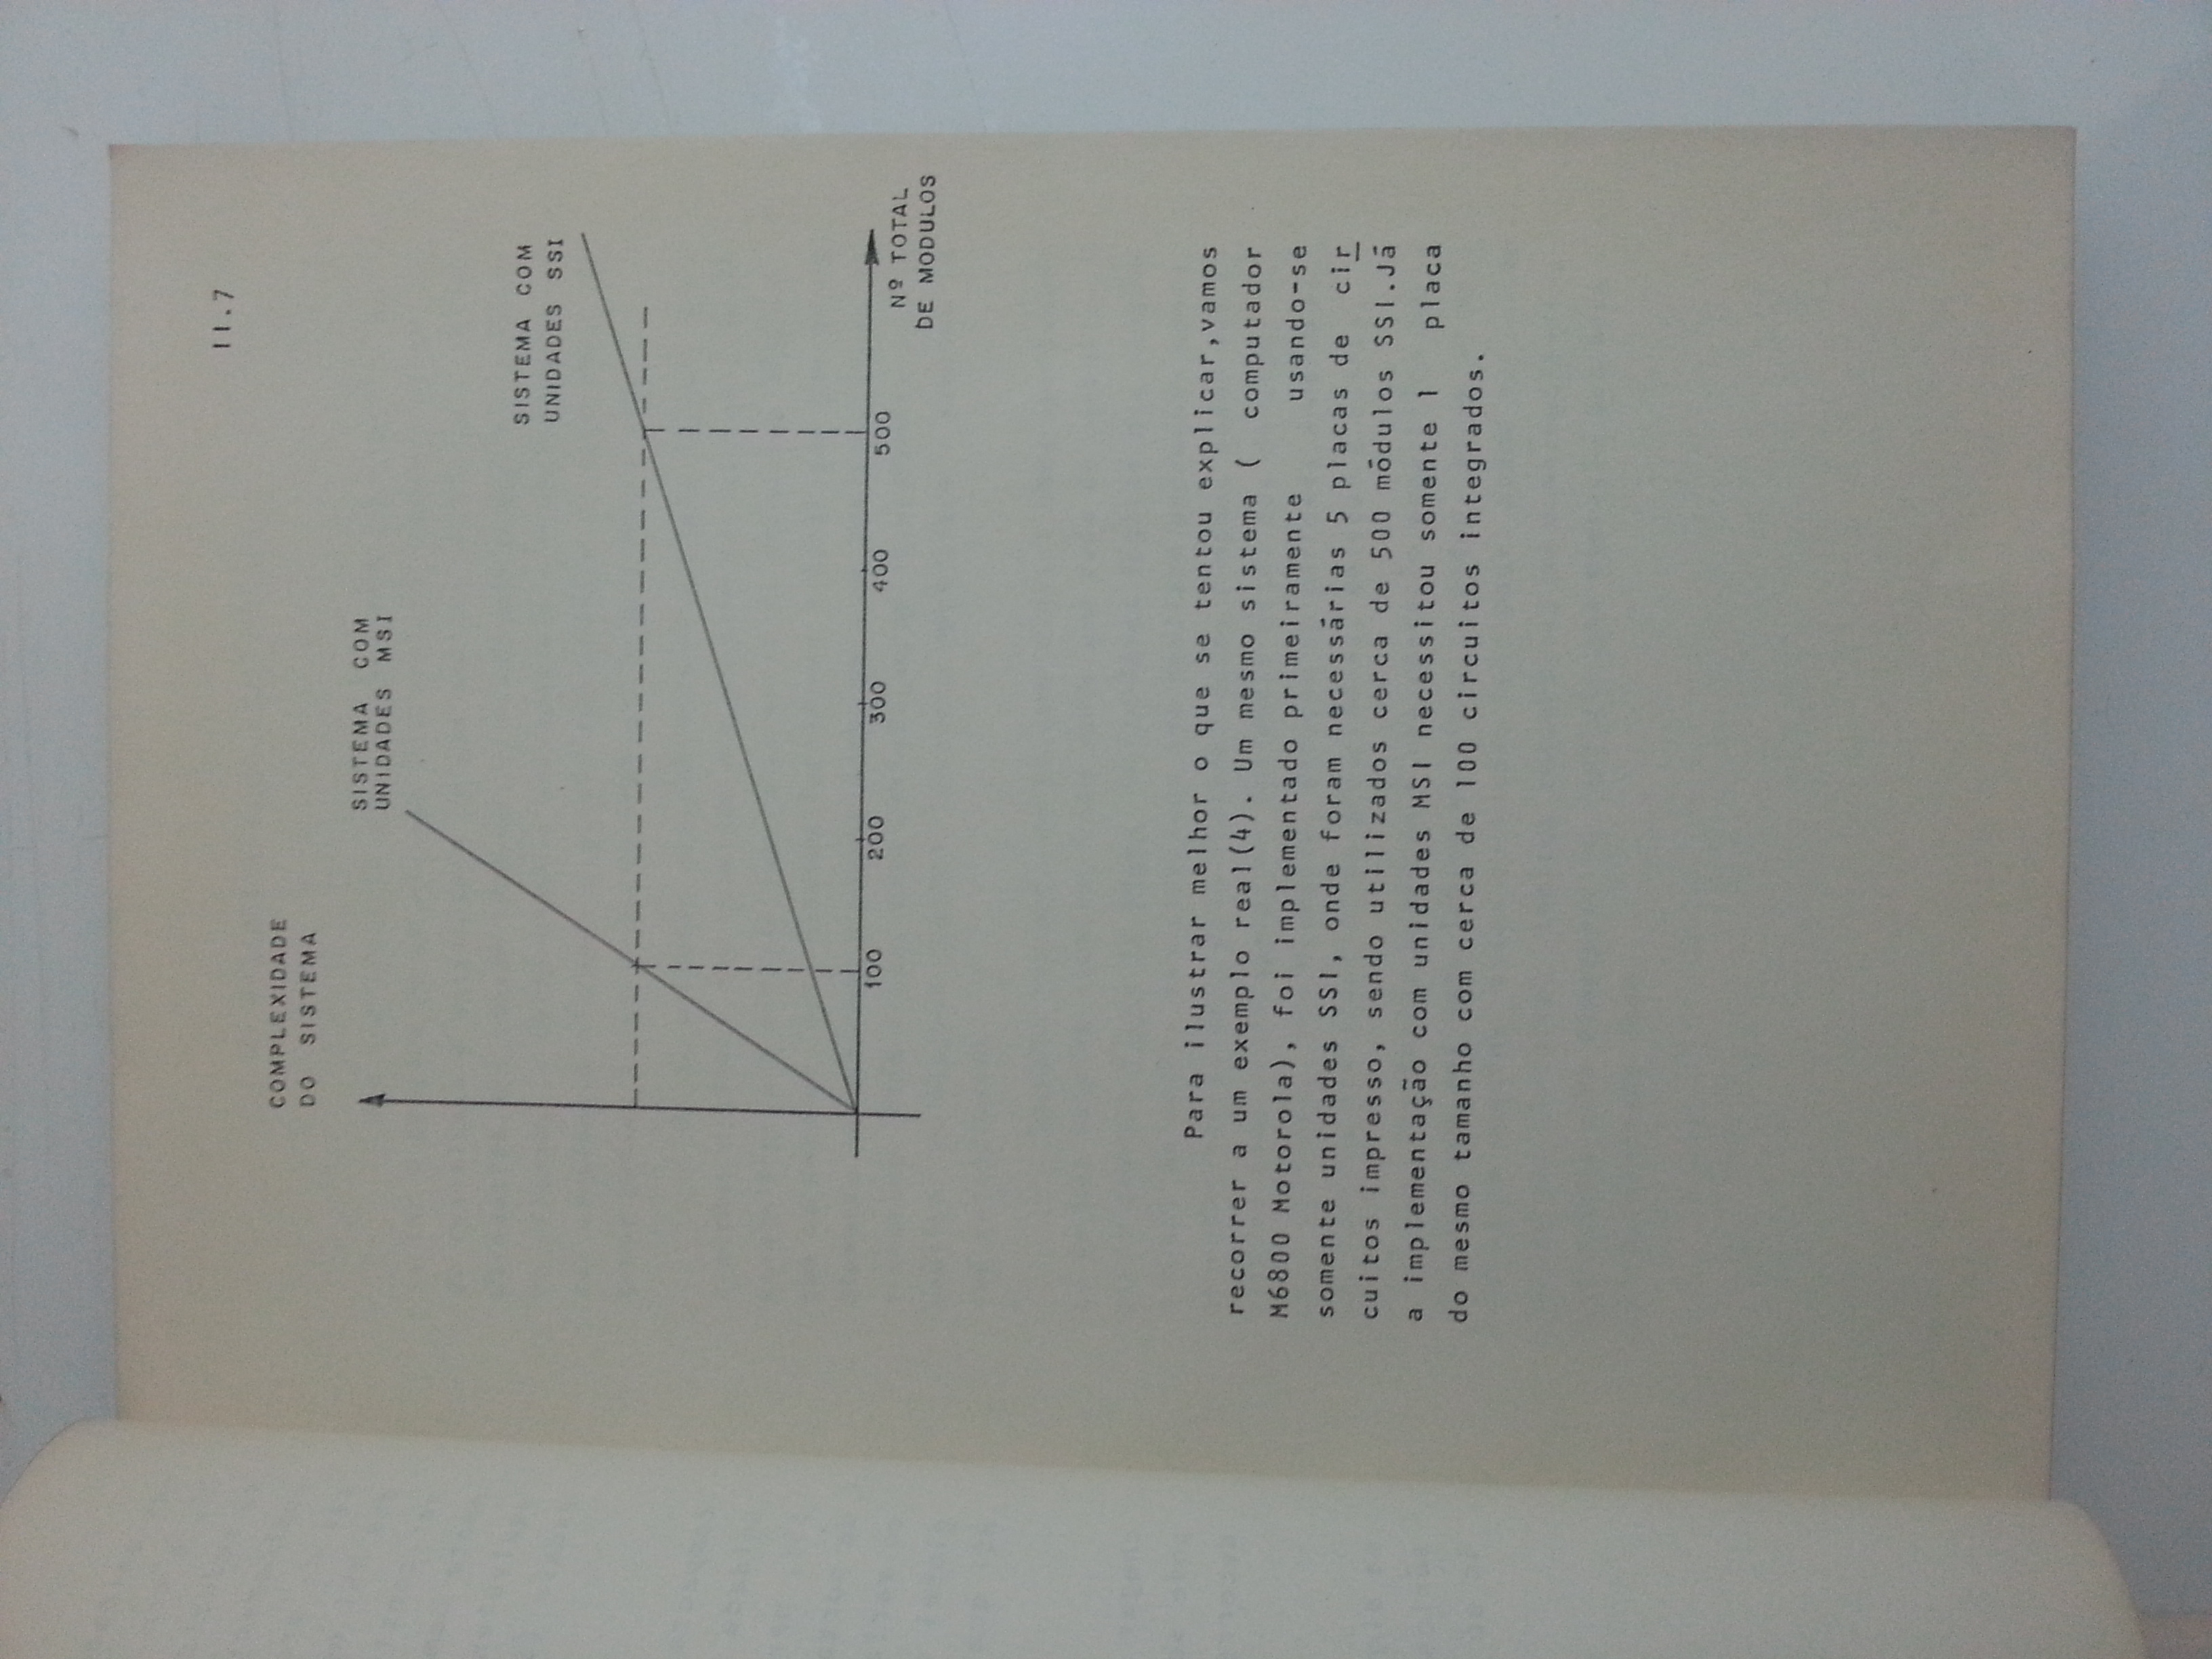 II.7
COMPLEXIDADE
DO SISTEMA
SISTEMA COM
UNIDADES MSI
SISTEMA COM
UNIDADES SSI
100
200
300
400
500
Nº TOTAL
DE MODULOS
Para ilustrar melhor o que se tentou explicar,vamos
recorrer a um exemplo real(4). Um mesmo sistema ( computador
M6800 Motorola), foi implementado primeiramente usando-se
somente unidades SSI, onde foram necessárias 5 placas de cir
cuitos impresso, sendo utilizados cerca de 500 módulos SSI.Já
a implementação com unidades MSI necessitou somente 1 placa
do mesmo tamanho com cerca de 100 circuitos integrados.